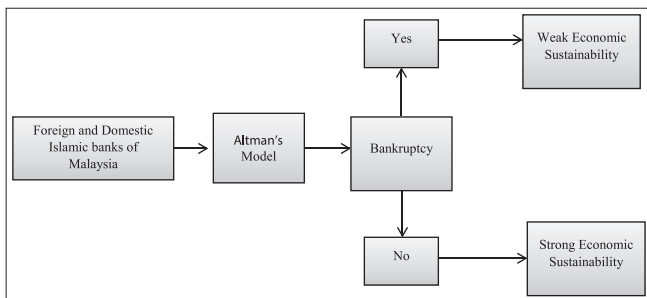 Yes
Weak Economic
Sustainability
Foreign and Domestic
Islamic banks of
Malaysia
Altman's
Model
Bankruptcy
No
Strong Economic
Sustainability